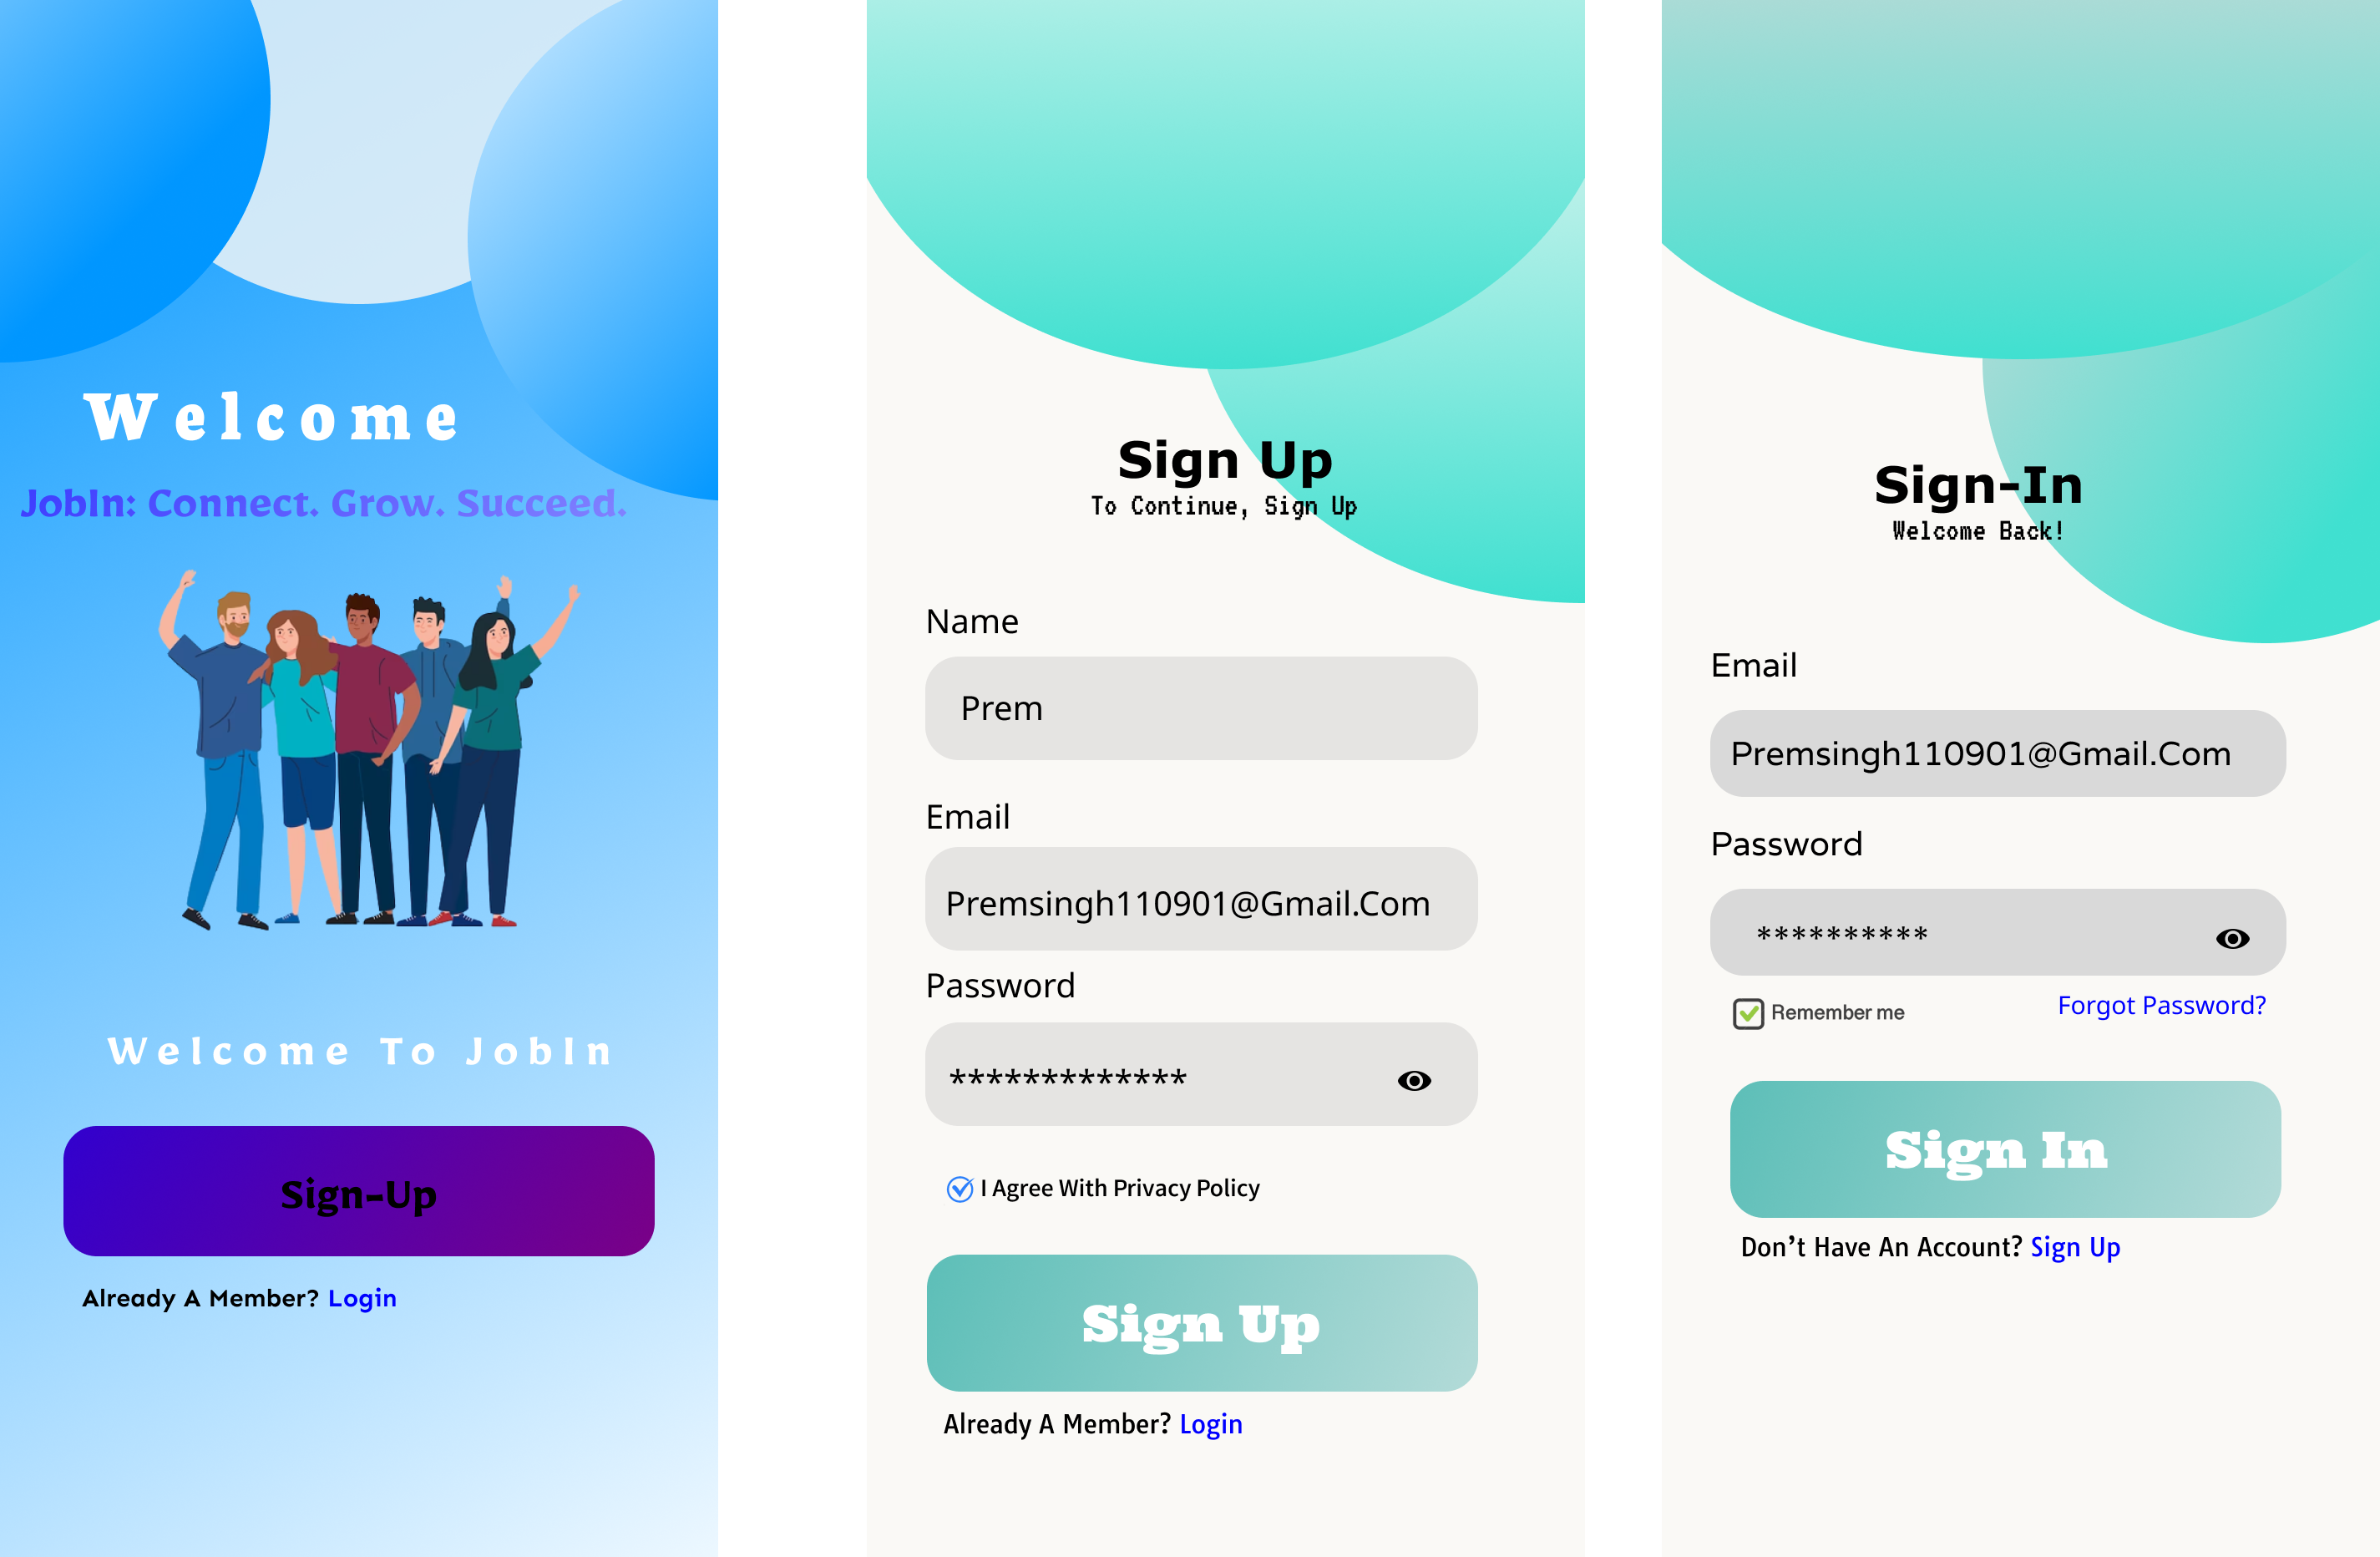 Welcome
JobIn: Connect. Grow. Succeed.
Welcome To JobIn
Sign-Up
Already A Member? Login
Sign Up
To Continue, Sign Up
Name
Prem
Email
Premsingh110901@Gmail.Com
Password
*************
I Agree With Privacy Policy
Sign Up
Already A Member? Login
Sign-In
Welcome Back!
Email
Premsingh110901@Gmail.Com
Password
**********
Remember me
Forgot Password?
Sign In
Don’t Have An Account? Sign Up